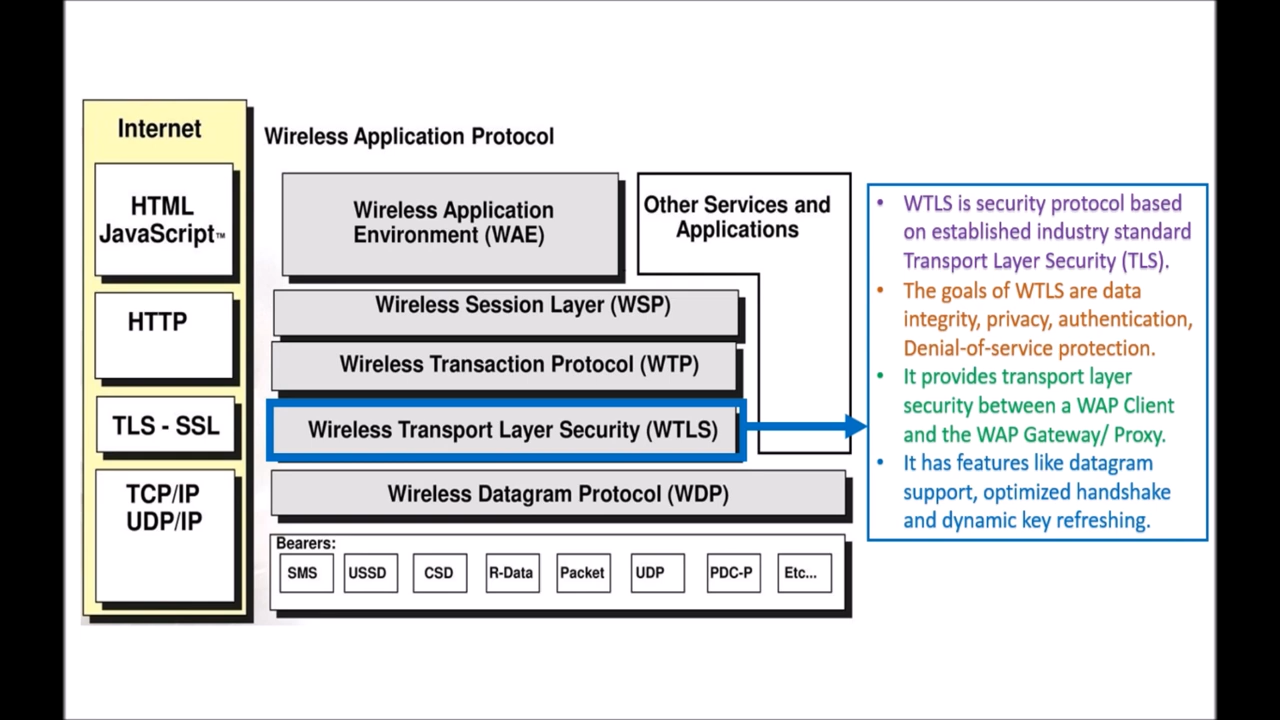 Internet
HTML
JavaScript™
HTTP
TLS - SSL
TCP/IP
UDP/IP
Wireless Application Protocol
Wireless Application
Environment (WAE)
Other Services and
Applications
Wireless Session Layer (WSP)
Wireless Transaction Protocol (WTP)
Wireless Transport Layer Security (WTLS)
Wireless Datagram Protocol (WDP)
Bearers:
SMS
USSD
CSD
R-Data
Packet
UDP
PDC-P
Etc...
• WTLS is security protocol based
on established industry standard
Transport Layer Security (TLS).
• The goals of WTLS are data
integrity, privacy, authentication,
Denial-of-service protection.
• It provides transport layer
security between a WAP Client
and the WAP Gateway/ Proxy.
• It has features like datagram
support, optimized handshake
and dynamic key refreshing.